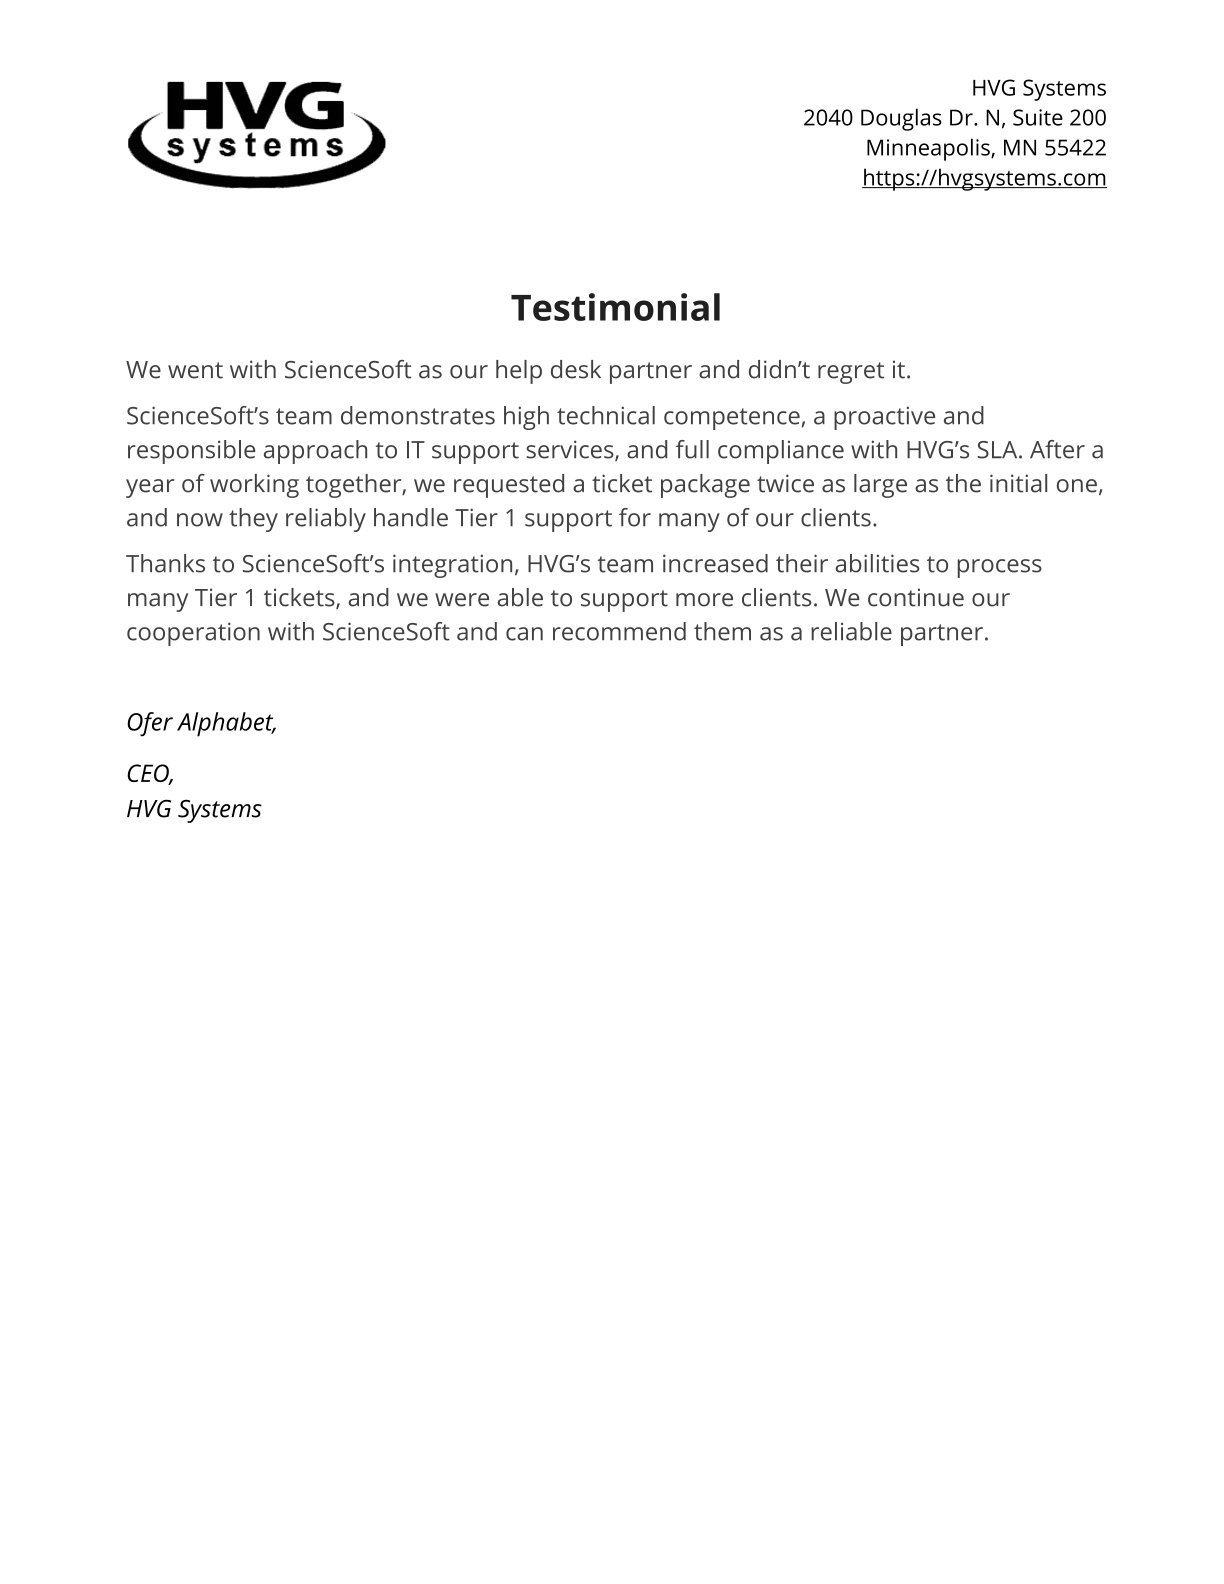 HVG
systems
HVG Systems
2040 Douglas Dr. N, Suite 200
Minneapolis, MN 55422
https://hvgsystems.com
Testimonial
We went with ScienceSoft as our help desk partner and didn’t regret it.
ScienceSoft’s team demonstrates high technical competence, a proactive and
responsible approach to IT support services, and full compliance with HVG’s SLA. After a
year of working together, we requested a ticket package twice as large as the initial one,
and now they reliably handle Tier 1 support for many of our clients.
Thanks to ScienceSoft’s integration, HVG’s team increased their abilities to process
many Tier 1 tickets, and we were able to support more clients. We continue our
cooperation with ScienceSoft and can recommend them as a reliable partner.
Ofer Alphabet,
CEO,
HVG Systems